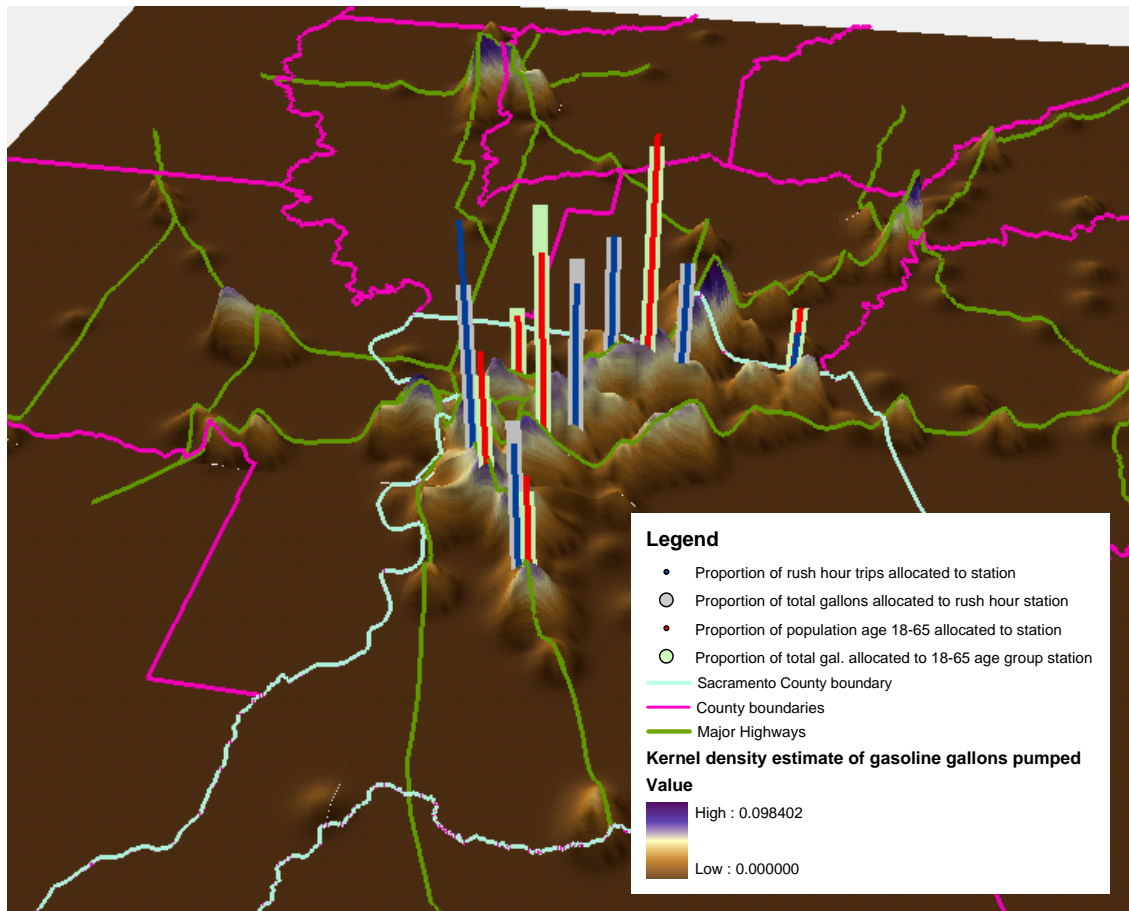 Legend
Proportion of rush hour trips allocated to station
Proportion of total gallons allocated to rush hour station
Proportion of population age 18-65 allocated to station
Proportion of total gal. allocated to 18-65 age group station
Sacramento County boundary
County boundaries
Major Highways
Kernel density estimate of gasoline gallons pumped
Value
High : 0.098402
Low : 0.000000